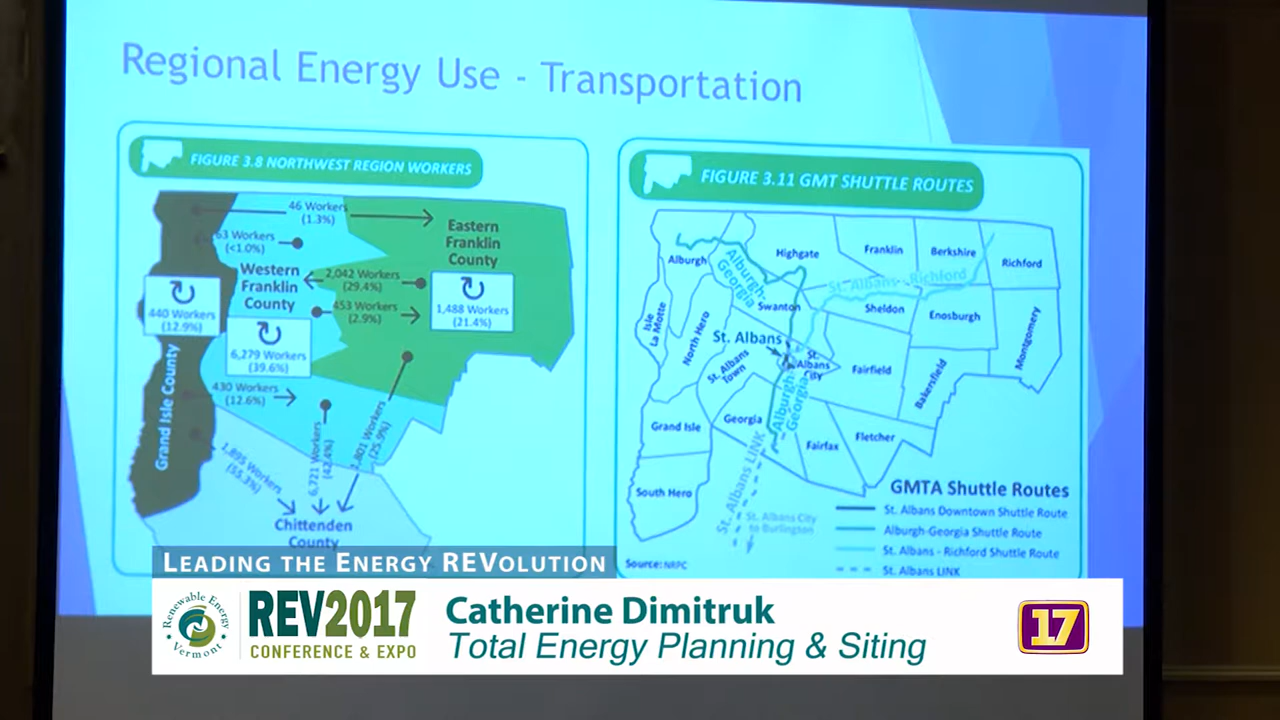 Regional Energy Use - Transportation
FIGURE 3.8 NORTHWEST REGION WORKERS
46 Workers
(1.3%)
63 Workers
(<1.0%)
Eastern
Franklin
County
Western
Franklin
County
2,042 Workers
(29.4%)
453 Workers
(2.9%)
1,488 Workers
(21.4%)
440 Workers
(12.9%)
6,279 Workers
(39.6%)
Grand Isle County
430 Workers
(12.6%)
1,895 Workers
(55.3%)
6,721 Workers
(42.4%)
1,801 Workers
(25.9%)
Chittenden
County
FIGURE 3.11 GMT SHUTTLE ROUTES
Alburgh
Highgate
Franklin
Berkshire
Richford
Alburgh-
Georgia
St. Albans - Richford
Isle
La Motte
North Hero
Swanton
Sheldon
Enosburgh
Montgomery
St. Albans
St. Albans
Town
St.
Albans
City
Fairfield
Bakersfield
Alburgh-
Georgia
Grand Isle
Georgia
Fairfax
Fletcher
South Hero
St. Albans LINK
St. Albans City
to Burlington
GMTA Shuttle Routes
St. Albans Downtown Shuttle Route
Alburgh-Georgia Shuttle Route
St. Albans - Richford Shuttle Route
St. Albans LINK
Source: NRPC
LEADING THE ENERGY REVOLUTION
Renewable Energy
Vermont
REV2017
CONFERENCE & EXPO
Catherine Dimitruk
Total Energy Planning & Siting
17